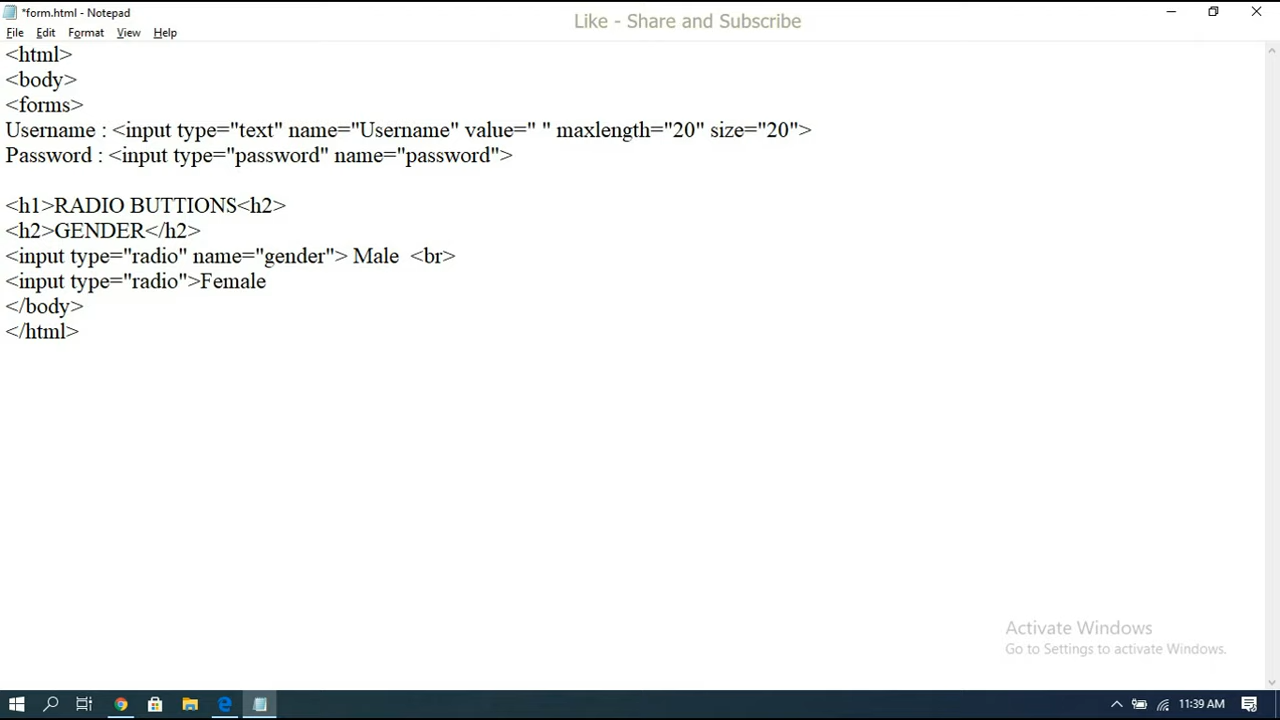 *form.html - Notepad
Like - Share and Subscribe
File Edit Format View Help
<html>
<body>
<forms>
Username : <input type="text" name="Username" value=" " maxlength="20" size="20">
Password : <input type="password" name="password">
<h1>RADIO BUTTIONS<h2>
<h2>GENDER</h2>
<input type="radio" name="gender"> Male  <br>
<input type="radio">Female
</body>
</html>
Activate Windows
Go to Settings to activate Windows.
11:39 AM